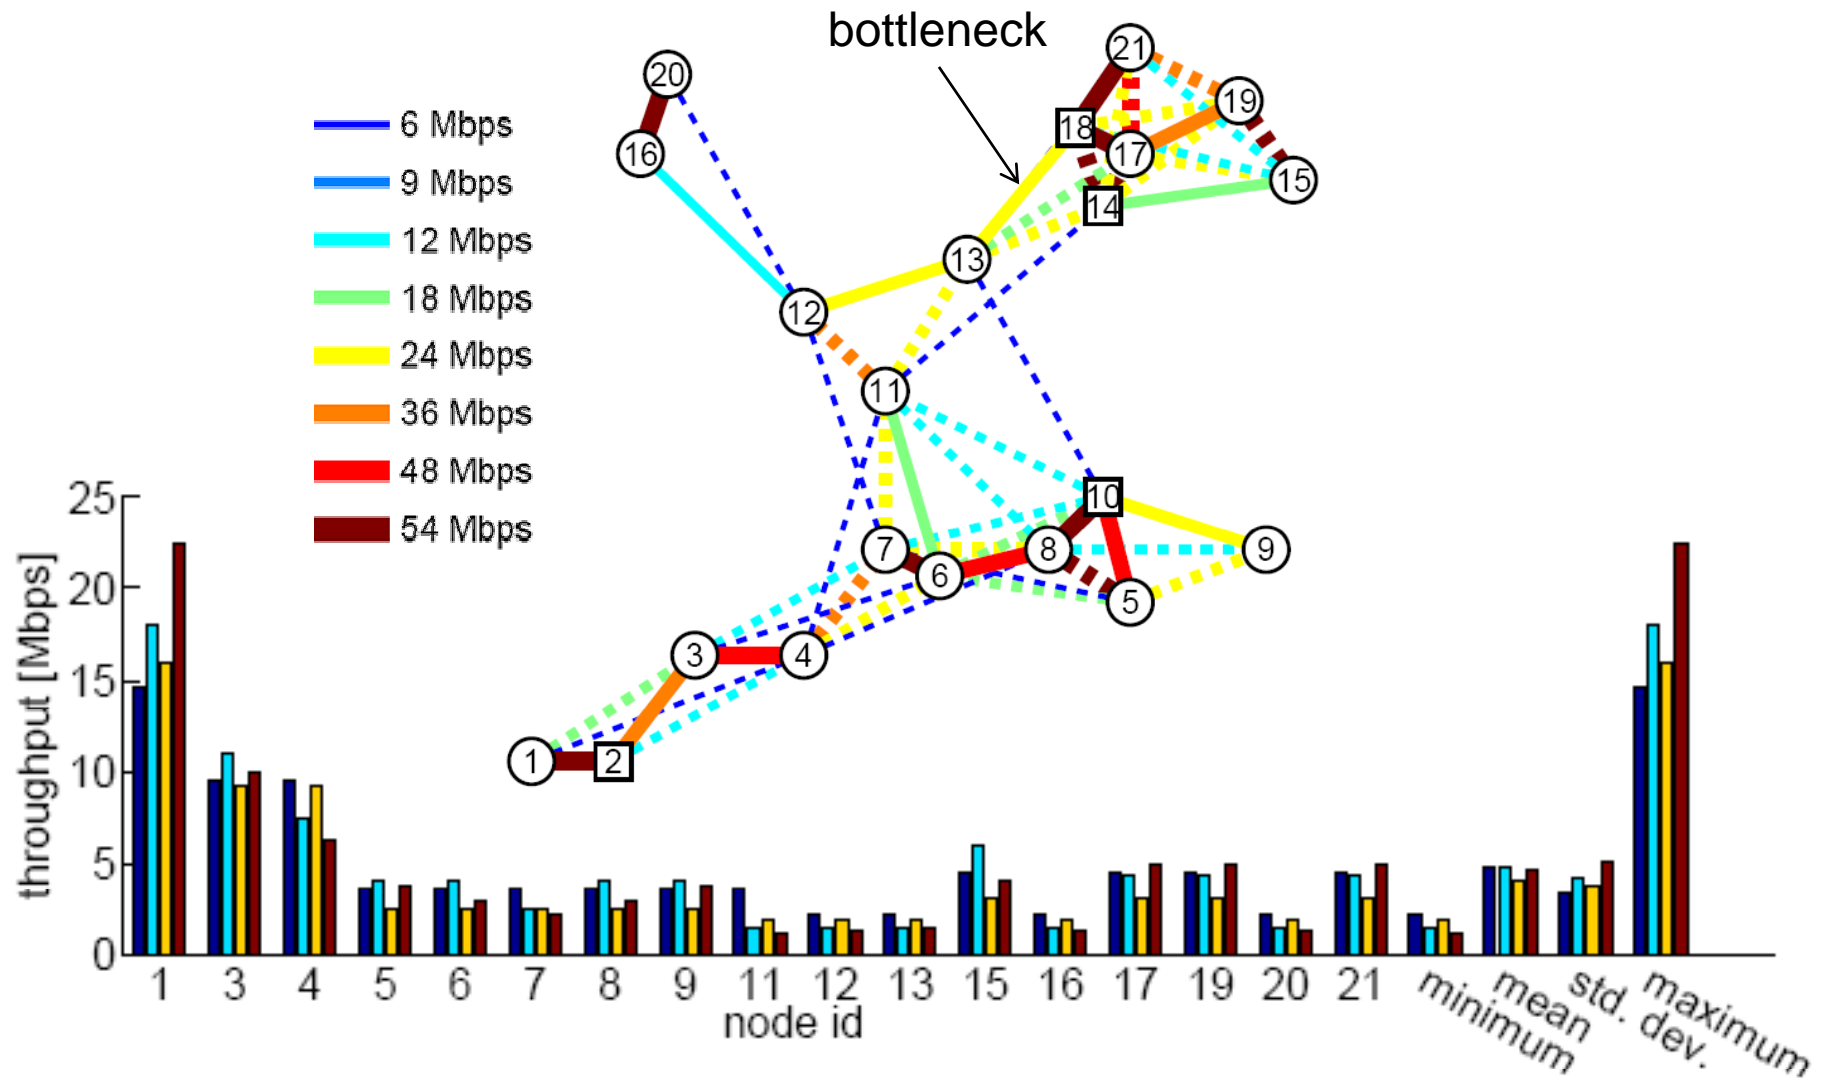 bottleneck
6 Mbps
9 Mbps
12 Mbps
18 Mbps
24 Mbps
36 Mbps
48 Mbps
54 Mbps
20
16
21
19
18
17
15
14
13
12
11
10
9
8
7
6
5
4
3
2
1
throughput [Mbps]
25
20
15
10
5
0
1 3 4 5 6 7 8 9 11 12 13 15 16 17 19 20 21 minimum mean std. dev. maximum
node id